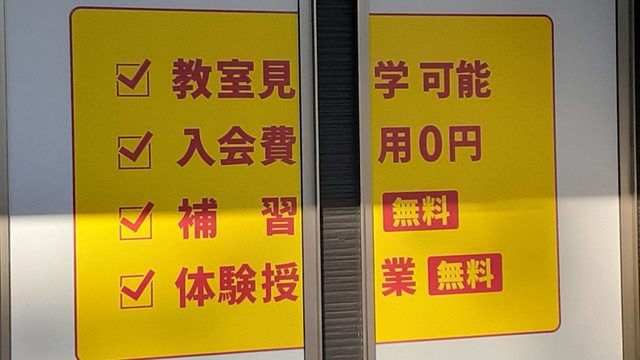 教室見学可能
入会費用0円
補習 無料
体験授業 無料